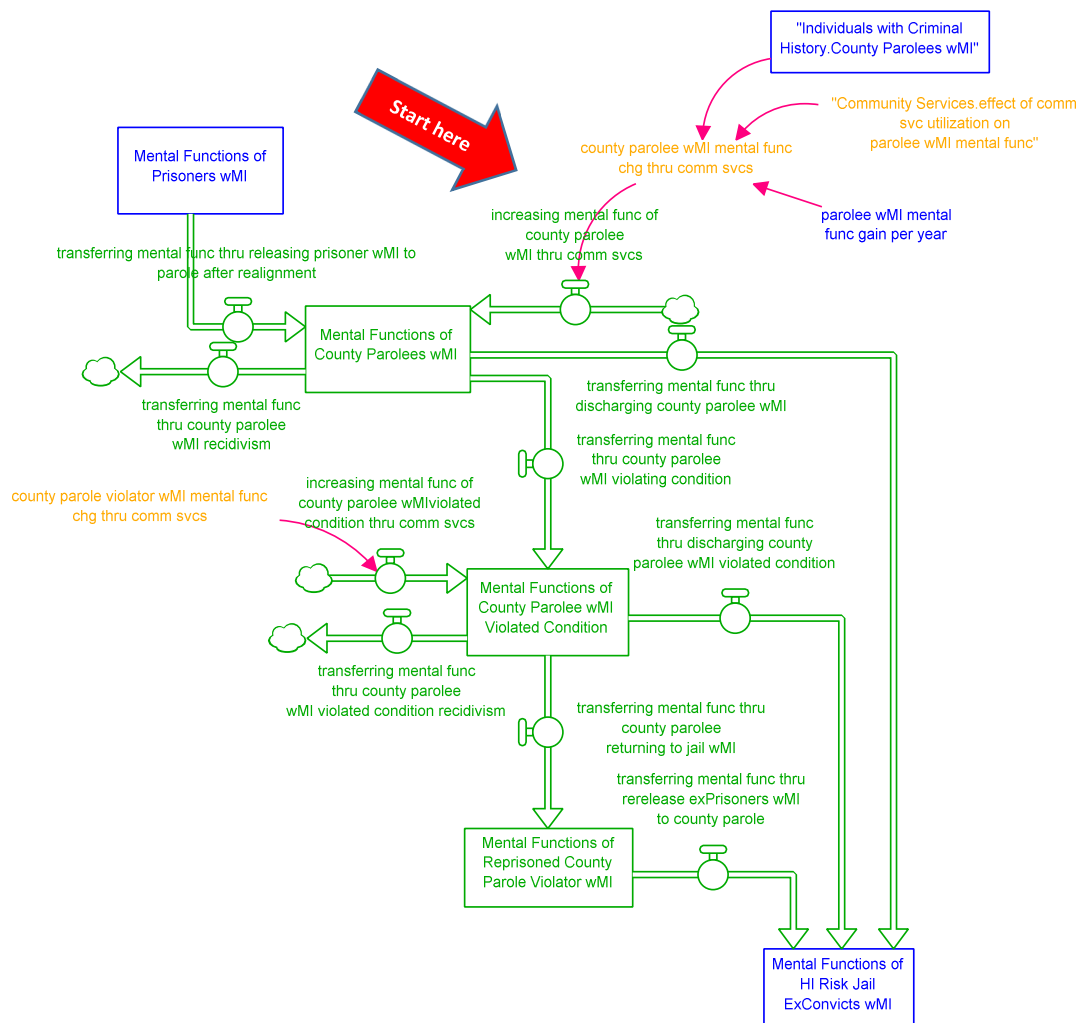 "Individuals with Criminal
History.County Parolees wMI"
Start here
"Community Services.effect of comm
svc utilization on
parolee wMI mental func"
county parolee wMI mental func
chg thru comm svcs
Mental Functions of
Prisoners wMI
parolee wMI mental
func gain per year
increasing mental func of
county parolee
wMI thru comm svcs
transferring mental func thru releasing prisoner wMI to
parole after realignment
Mental Functions of
County Parolees wMI
transferring mental func thru
discharging county parolee wMI
transferring mental func
thru county parolee
wMI recidivism
transferring mental func
thru county parolee
wMI violating condition
county parole violator wMI mental func
chg thru comm svcs
increasing mental func of
county parolee wMIviolated
condition thru comm svcs
transferring mental func
thru discharging county
parolee wMI violated condition
Mental Functions of
County Parolee wMI
Violated Condition
transferring mental func
thru county parolee
wMI violated condition recidivism
transferring mental func thru
county parolee
returning to jail wMI
transferring mental func thru
rerelease exPrisoners wMI
to county parole
Mental Functions of
Reprisoned County
Parole Violator wMI
Mental Functions of
HI Risk Jail
ExConvicts wMI